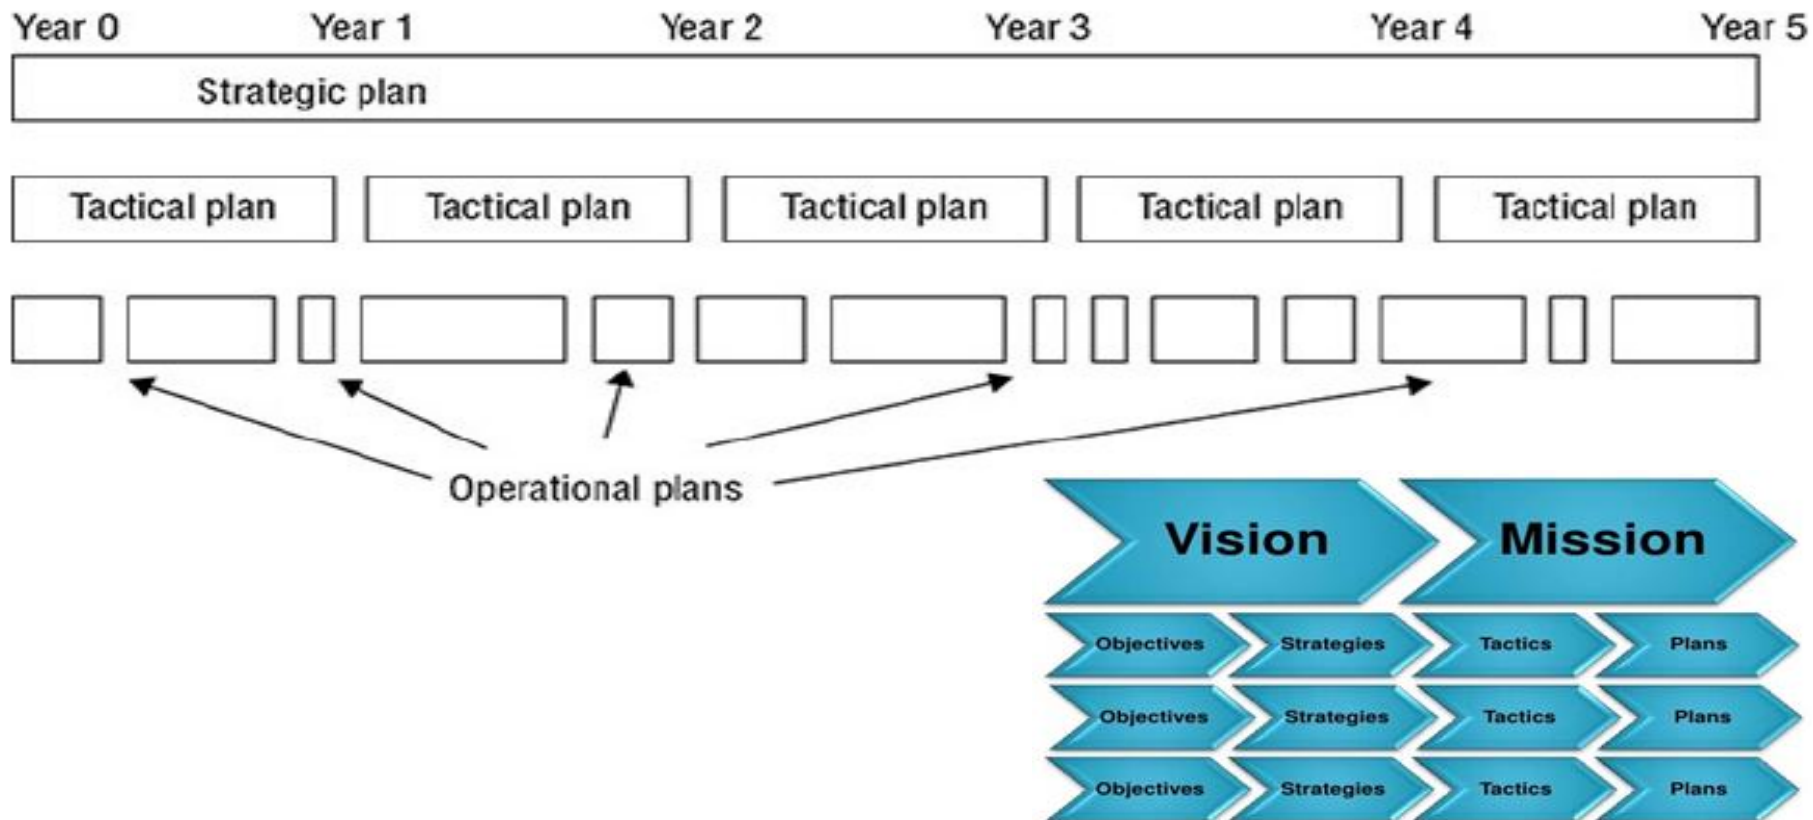 Year 0 Year 1 Year 2 Year 3 Year 4 Year 5
Strategic plan
Tactical plan Tactical plan Tactical plan Tactical plan Tactical plan
Operational plans
Vision Mission
Objectives Strategies Tactics Plans
Objectives Strategies Tactics Plans
Objectives Strategies Tactics Plans